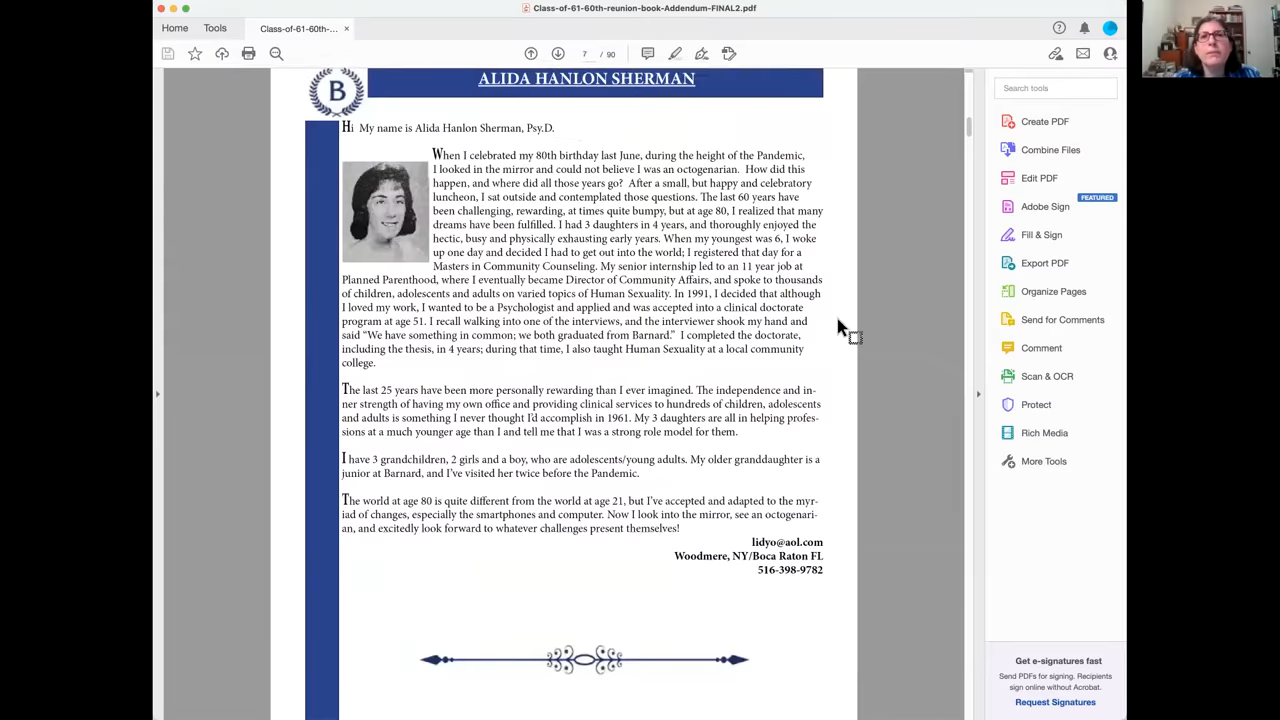 Class-of-61-60th-reunion-book-Addendum-FINAL2.pdf
Home Tools Class-of-61-60th-... ×
7 / 90
B
ALIDA HANLON SHERMAN
Hi My name is Alida Hanlon Sherman, Psy.D.
When I celebrated my 80th birthday last June, during the height of the Pandemic,
I looked in the mirror and could not believe I was an octogenarian. How did this
happen, and where did all those years go? After a small, but happy and celebratory
luncheon, I sat outside and contemplated those questions. The last 60 years have
been challenging, rewarding, at times quite bumpy, but at age 80, I realized that many
dreams have been fulfilled. I had 3 daughters in 4 years, and thoroughly enjoyed the
hectic, busy and physically exhausting early years. When my youngest was 6, I woke
up one day and decided I had to get out into the world; I registered that day for a
Masters in Community Counseling. My senior internship led to an 11 year job at
Planned Parenthood, where I eventually became Director of Community Affairs, and spoke to thousands
of children, adolescents and adults on varied topics of Human Sexuality. In 1991, I decided that although
I loved my work, I wanted to be a Psychologist and applied and was accepted into a clinical doctorate
program at age 51. I recall walking into one of the interviews, and the interviewer shook my hand and
said “We have something in common; we both graduated from Barnard.” I completed the doctorate,
including the thesis, in 4 years; during that time, I also taught Human Sexuality at a local community
college.
The last 25 years have been more personally rewarding than I ever imagined. The independence and in-
ner strength of having my own office and providing clinical services to hundreds of children, adolescents
and adults is something I never thought I’d accomplish in 1961. My 3 daughters are all in helping profes-
sions at a much younger age than I and tell me that I was a strong role model for them.
I have 3 grandchildren, 2 girls and a boy, who are adolescents/young adults. My older granddaughter is a
junior at Barnard, and I’ve visited her twice before the Pandemic.
The world at age 80 is quite different from the world at age 21, but I’ve accepted and adapted to the myr-
iad of changes, especially the smartphones and computer. Now I look into the mirror, see an octogenari-
an, and excitedly look forward to whatever challenges present themselves!
lidyo@aol.com
Woodmere, NY/Boca Raton FL
516-398-9782
Search tools
Create PDF
Combine Files
Edit PDF
FEATURED
Adobe Sign
Fill & Sign
Export PDF
Organize Pages
Send for Comments
Comment
Scan & OCR
Protect
Rich Media
More Tools
Get e-signatures fast
Send PDFs for signing. Recipients
sign online without Acrobat.
Request Signatures